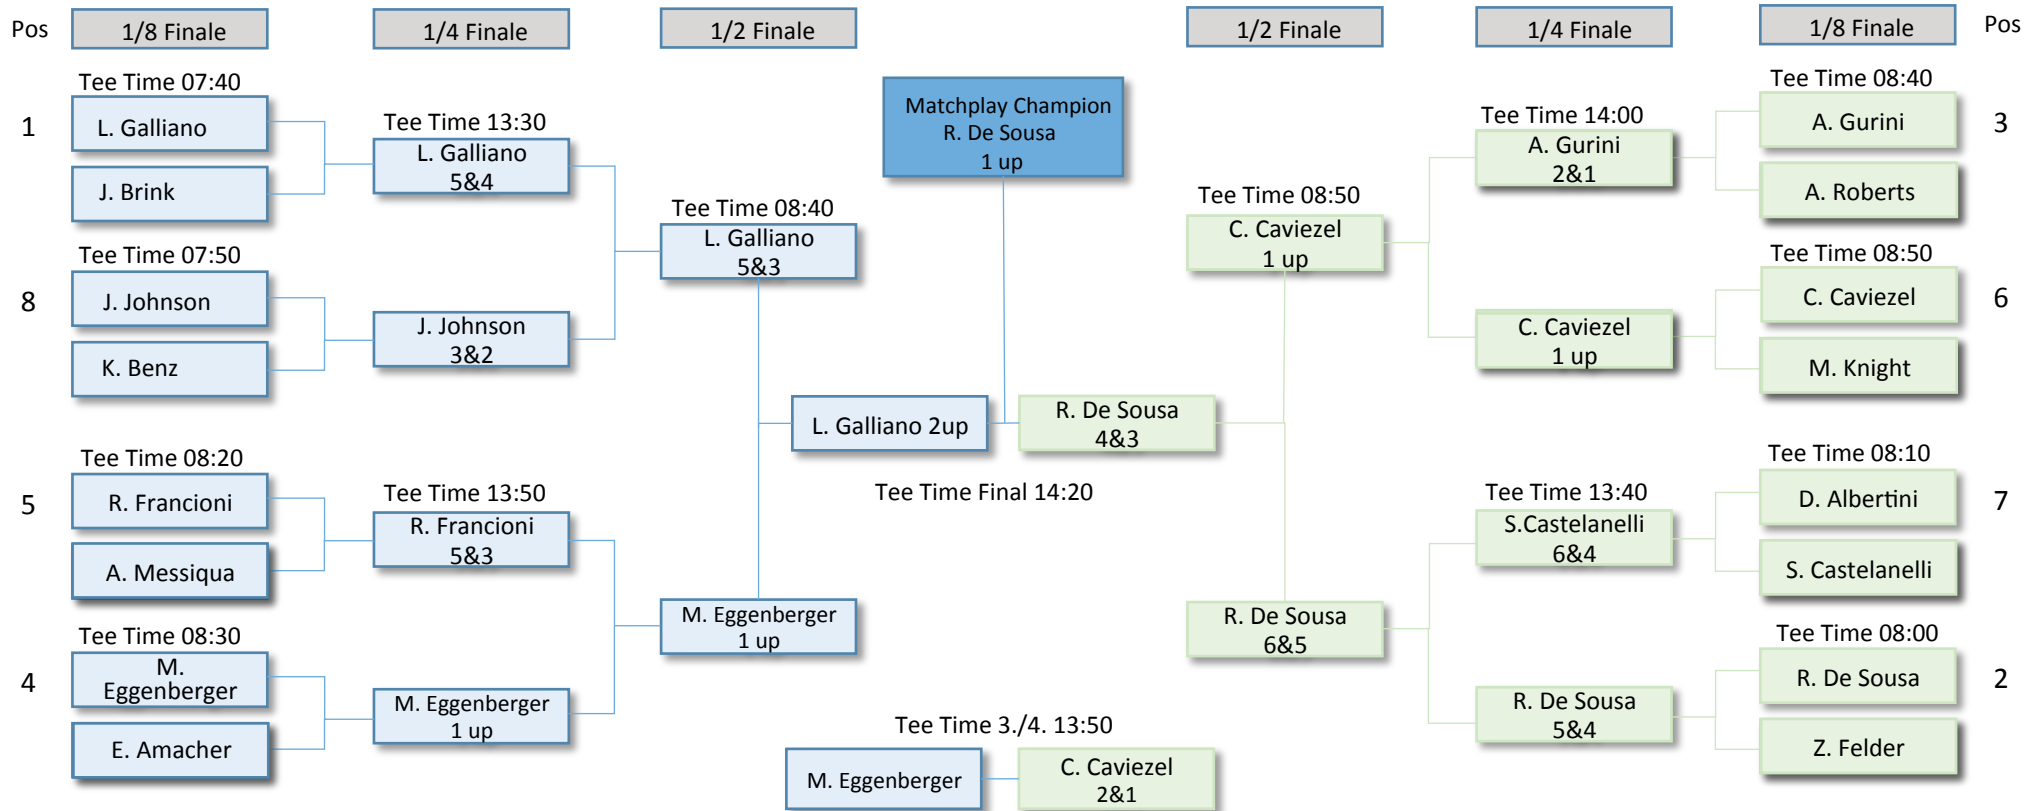 Pos
1/8 Finale
1/4 Finale
1/2 Finale
1/2 Finale
1/4 Finale
1/8 Finale
Pos
Tee Time 07:40
1
L. Galliano
J. Brink
Tee Time 07:50
8
J. Johnson
K. Benz
Tee Time 08:20
5
R. Francioni
A. Messiqua
Tee Time 08:30
4
M.
Eggenberger
E. Amacher
Tee Time 13:30
L. Galliano
5&4
J. Johnson
3&2
Tee Time 13:50
R. Francioni
5&3
M. Eggenberger
1 up
Tee Time 08:40
L. Galliano
5&3
M. Eggenberger
1 up
Matchplay Champion
R. De Sousa
1 up
L. Galliano 2up
R. De Sousa
4&3
Tee Time Final 14:20
Tee Time 3./4. 13:50
M. Eggenberger
C. Caviezel
2&1
Tee Time 08:50
C. Caviezel
1 up
R. De Sousa
6&5
Tee Time 14:00
A. Gurini
2&1
C. Caviezel
1 up
Tee Time 13:40
S.Castelanelli
6&4
R. De Sousa
5&4
Tee Time 08:40
A. Gurini
3
A. Roberts
Tee Time 08:50
C. Caviezel
6
M. Knight
Tee Time 08:10
D. Albertini
7
S. Castelanelli
Tee Time 08:00
R. De Sousa
2
Z. Felder